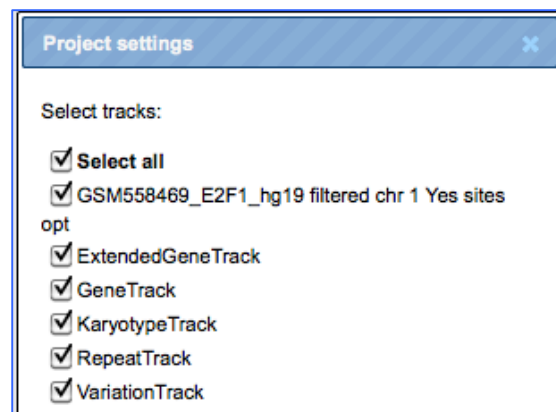 Project settings
Select tracks:
Select all
GSM558469_E2F1_hg19 filtered chr 1 Yes sites
opt
ExtendedGeneTrack
GeneTrack
KaryotypeTrack
RepeatTrack
VariationTrack